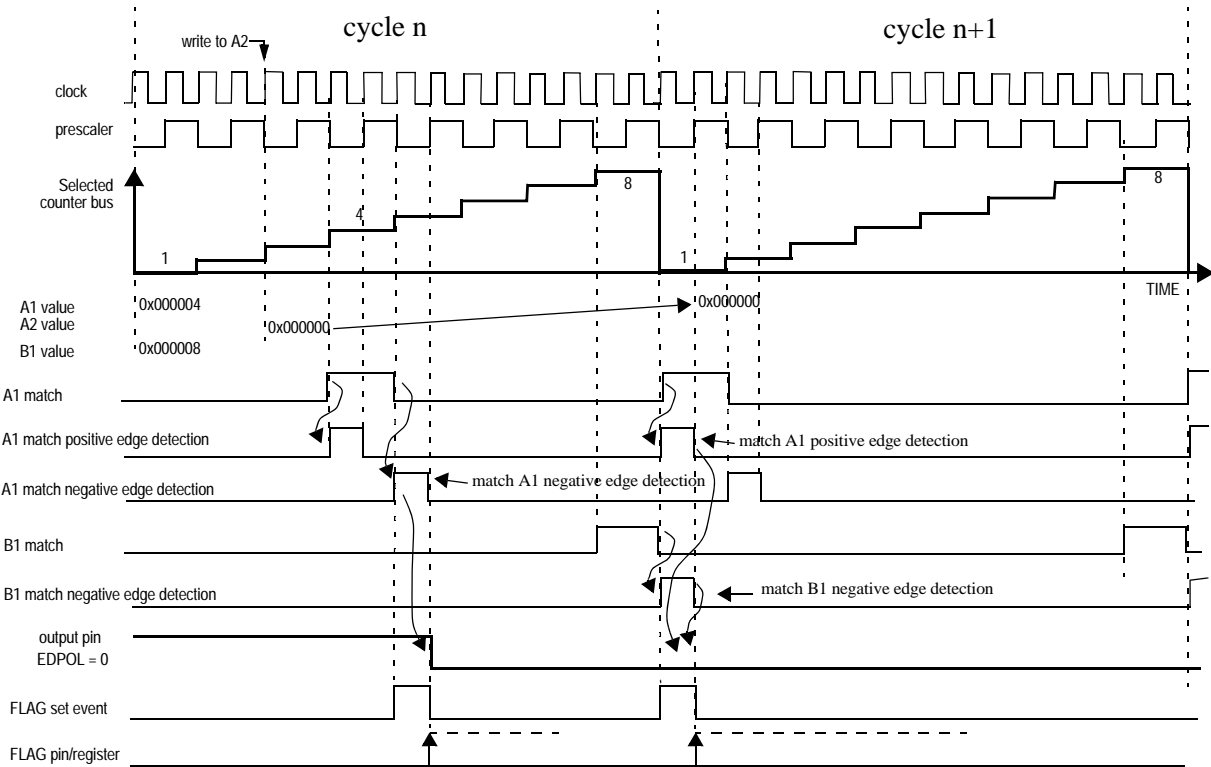 cycle n
cycle n+1
write to A2
clock
prescaler
Selected
counter bus
1
4
8
1
8
TIME
A1 value
0x000004
0x000000
A2 value
0x000000
B1 value
0x000008
A1 match
A1 match positive edge detection
match A1 positive edge detection
A1 match negative edge detection
match A1 negative edge detection
B1 match
B1 match negative edge detection
match B1 negative edge detection
output pin
EDPOL = 0
FLAG set event
FLAG pin/register